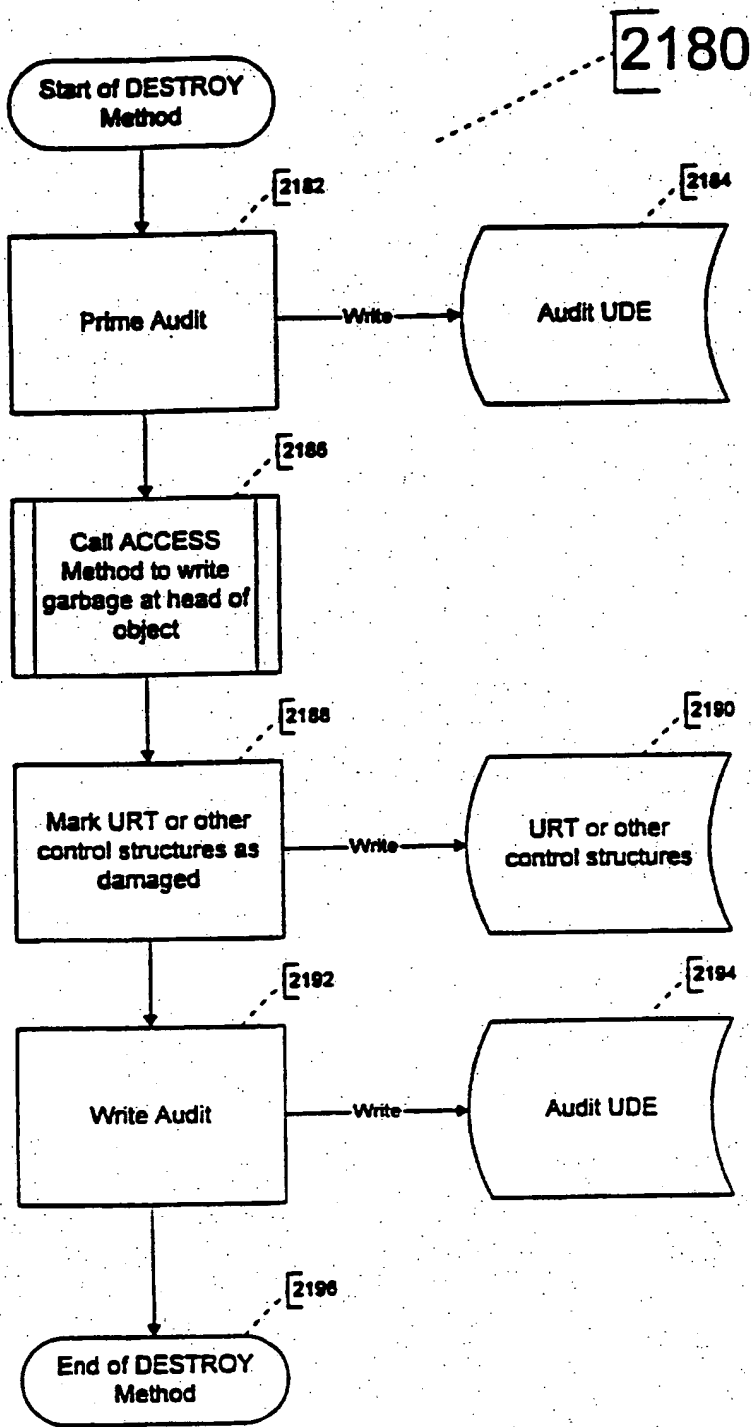 2180
Start of DESTROY
Method
2182
2184
Prime Audit
Write
Audit UDE
2186
Call ACCESS
Method to write
garbage at head of
object
2188
2190
Mark URT or other
control structures as
damaged
Write
URT or other
control structures
2192
2194
Write Audit
Write
Audit UDE
2196
End of DESTROY
Method